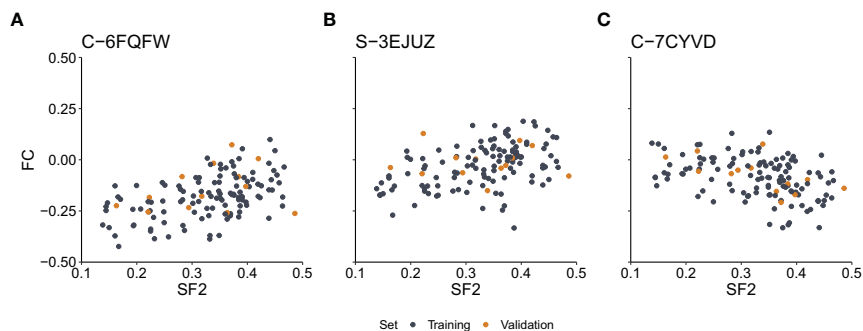 A B C
C−6FQFW S−3EJUZ C−7CYVD
0.50
0.25
FC
0.00
−0.25
−0.50
0.1 0.2 0.3 0.4 0.5 0.1 0.2 0.3 0.4 0.5 0.1 0.2 0.3 0.4 0.5
SF2 SF2 SF2
Set Training Validation